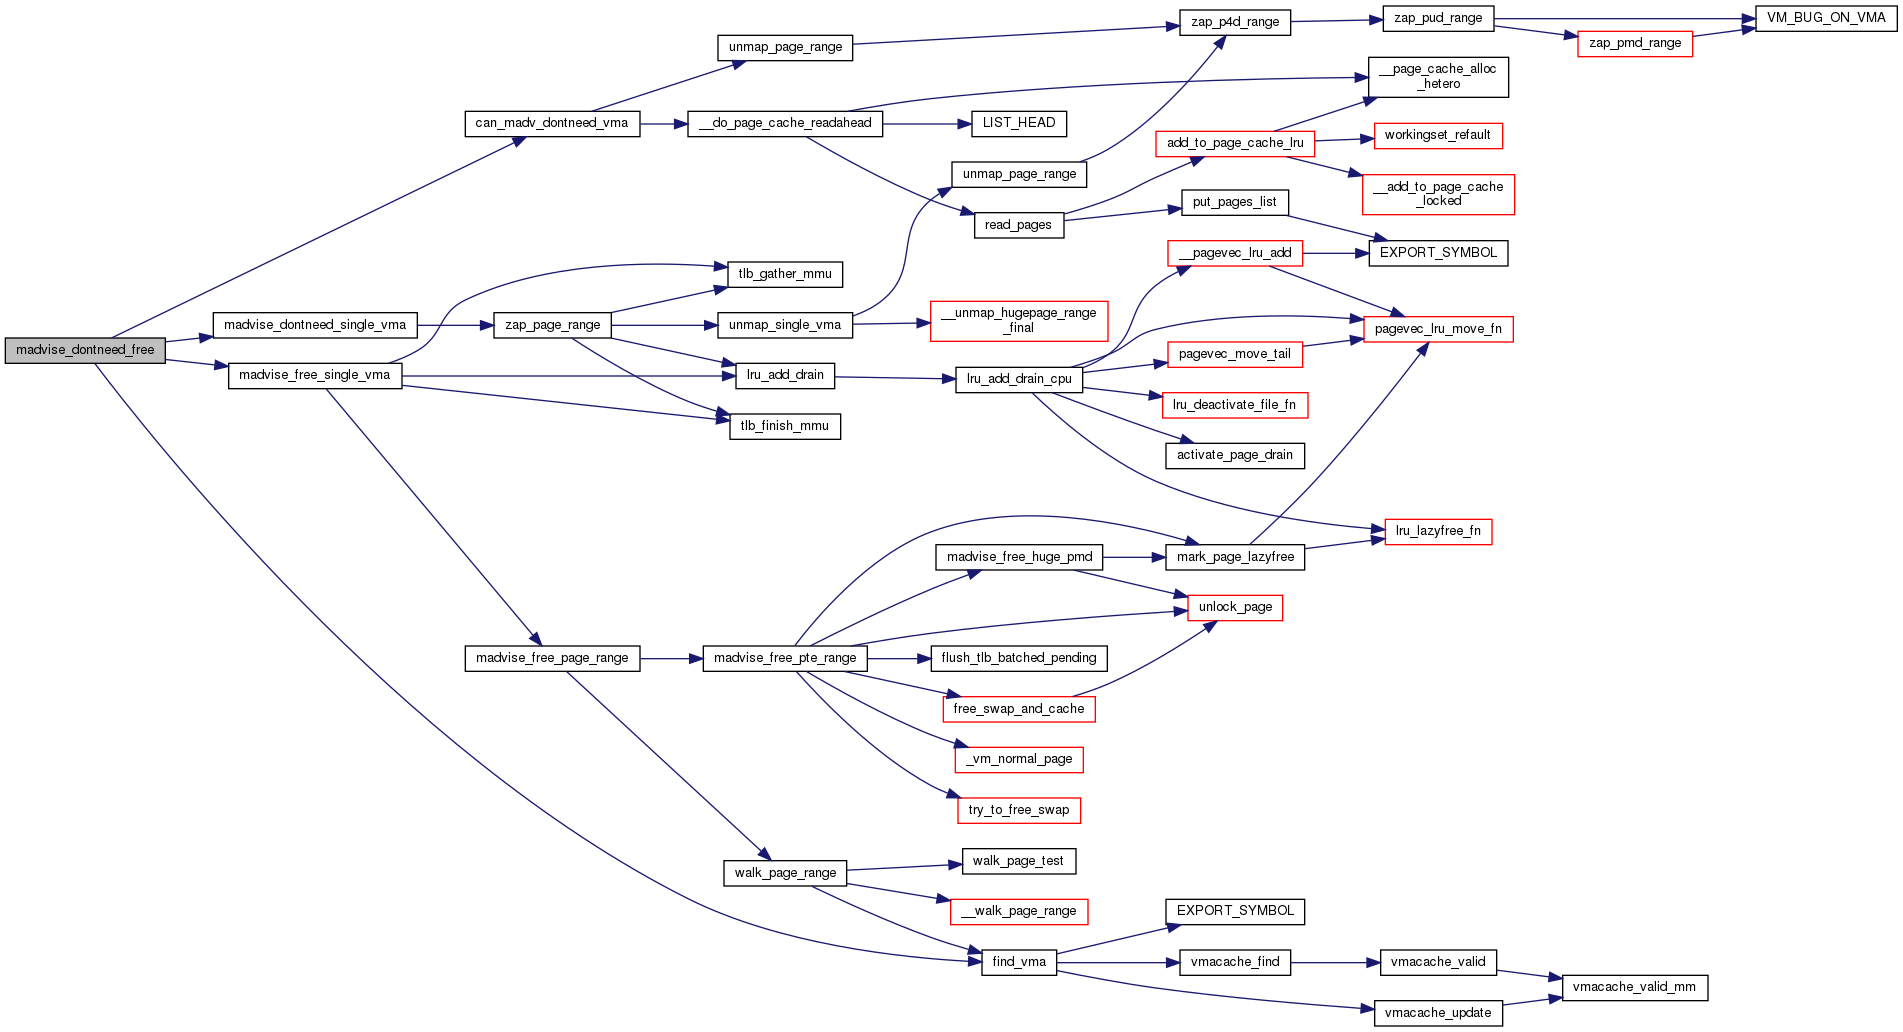 madvise_dontneed_free
can_madv_dontneed_vma
madvise_dontneed_single_vma
madvise_free_single_vma
zap_page_range
madvise_free_page_range
unmap_page_range
__do_page_cache_readahead
tlb_gather_mmu
unmap_single_vma
lru_add_drain
tlb_finish_mmu
madvise_free_pte_range
walk_page_range
LIST_HEAD
unmap_page_range
read_pages
__unmap_hugepage_range
_final
lru_add_drain_cpu
madvise_free_huge_pmd
flush_tlb_batched_pending
free_swap_and_cache
_vm_normal_page
try_to_free_swap
walk_page_test
__walk_page_range
find_vma
zap_p4d_range
add_to_page_cache_lru
put_pages_list
__pagevec_lru_add
pagevec_move_tail
lru_deactivate_file_fn
activate_page_drain
mark_page_lazyfree
unlock_page
EXPORT_SYMBOL
vmacache_find
zap_pud_range
__page_cache_alloc
_hetero
workingset_refault
__add_to_page_cache
_locked
EXPORT_SYMBOL
pagevec_lru_move_fn
lru_lazyfree_fn
vmacache_valid
vmacache_update
zap_pmd_range
vmacache_valid_mm
VM_BUG_ON_VMA